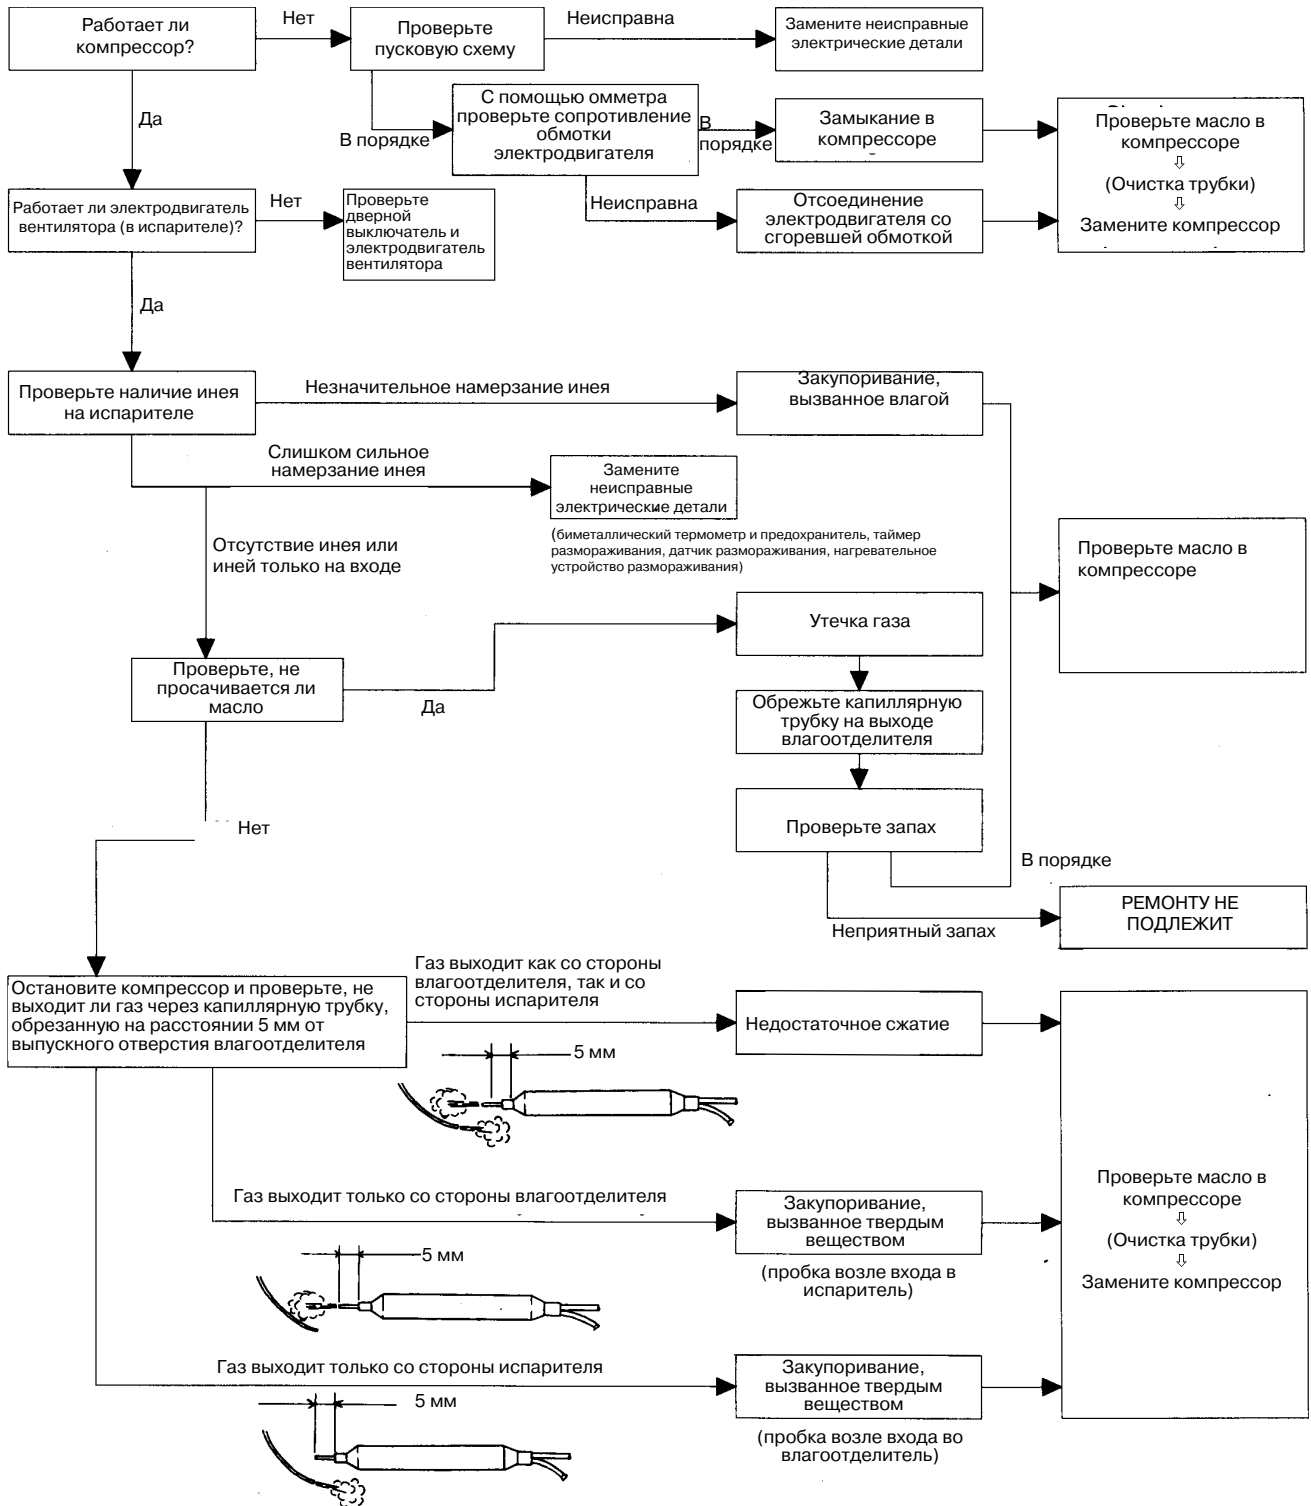 Работает ли
компрессор?
Нет
Проверьте
пусковую схему
Неисправна
Замените неисправные
электрические детали
Да
В порядке
С помощью омметра
проверьте сопротивление
обмотки
электродвигателя
В
порядке
Замыкание в
компрессоре
Проверьте масло в
компрессоре
⇩
(Очистка трубки)
⇩
Замените компрессор
Работает ли электродвигатель
вентилятора (в испарителе)?
Нет
Проверьте
дверной
выключатель и
электродвигатель
вентилятора
Неисправна
Отсоединение
электродвигателя со
сгоревшей обмоткой
Да
Проверьте наличие инея
на испарителе
Незначительное намерзание инея
Закупоривание,
вызванное влагой
Слишком сильное
намерзание инея
Замените
неисправные
электрические детали
(биметаллический термометр и предохранитель, таймер
размораживания, датчик размораживания, нагревательное
устройство размораживания)
Отсутствие инея или
иней только на входе
Проверьте масло в
компрессоре
Утечка газа
Проверьте, не
просачивается ли
масло
Да
Обрежьте капиллярную
трубку на выходе
влагоотделителя
Нет
Проверьте запах
В порядке
РЕМОНТУ НЕ
ПОДЛЕЖИТ
Неприятный запах
Остановите компрессор и проверьте, не
выходит ли газ через капиллярную трубку,
обрезанную на расстоянии 5 мм от
выпускного отверстия влагоотделителя
Газ выходит как со стороны
влагоотделителя, так и со
стороны испарителя
Недостаточное сжатие
5 мм
Газ выходит только со стороны влагоотделителя
Закупоривание,
вызванное твердым
веществом
(пробка возле входа в
испаритель)
Проверьте масло в
компрессоре
⇩
(Очистка трубки)
⇩
Замените компрессор
5 мм
Газ выходит только со стороны испарителя
Закупоривание,
вызванное твердым
веществом
(пробка возле входа во
влагоотделитель)
5 мм